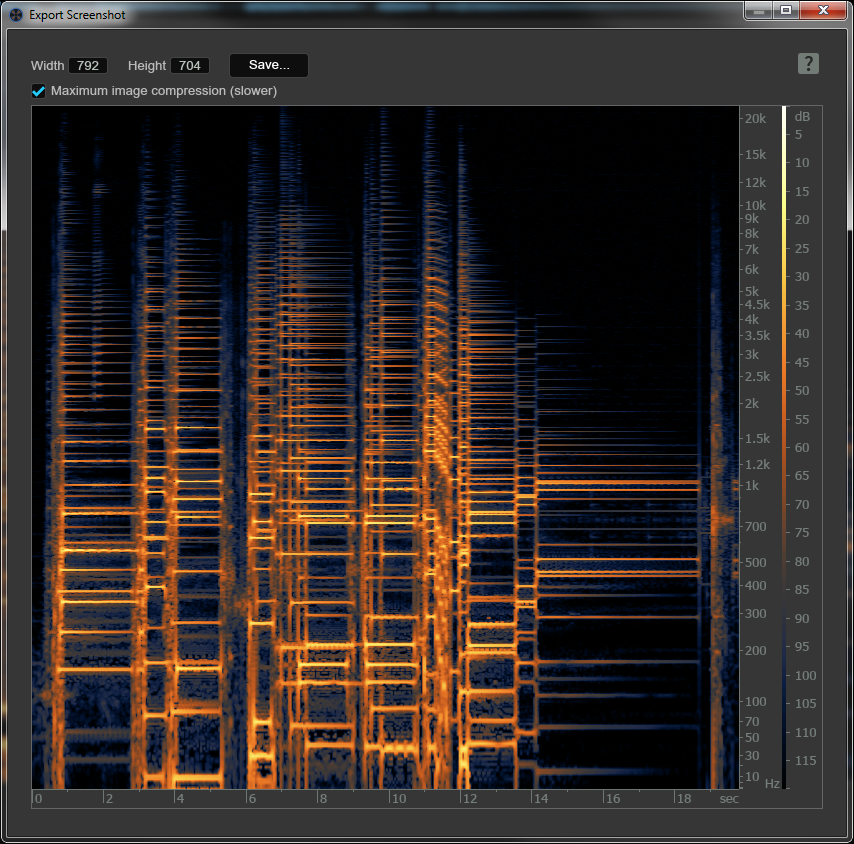 Export Screenshot
Width 792 Height 704 Save... ?
Maximum image compression (slower)
20k
15k
12k
10k
9k
8k
7k
6k
5k
4.5k
4k
3.5k
3k
2.5k
2k
1.5k
1.2k
1k
700
500
400
300
200
100
70
50
30
10
Hz
dB
5
10
15
20
25
30
35
40
45
50
55
60
65
70
75
80
85
90
95
100
105
110
115
0 2 4 6 8 10 12 14 16 18 sec